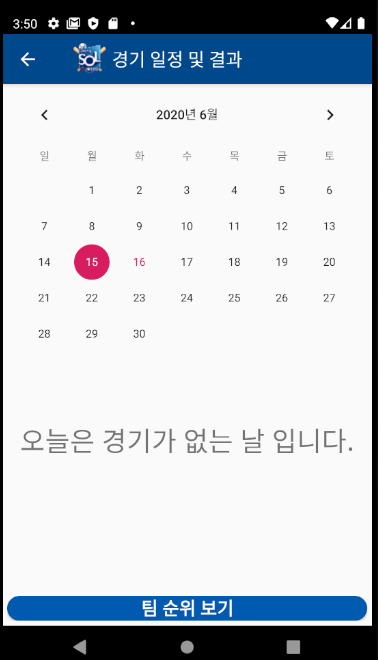 3:50
SOL 경기 일정 및 결과
2020년 6월
일 월 화 수 목 금 토
1 2 3 4 5 6
7 8 9 10 11 12 13
14 15 16 17 18 19 20
21 22 23 24 25 26 27
28 29 30
오늘은 경기가 없는 날 입니다.
팀 순위 보기